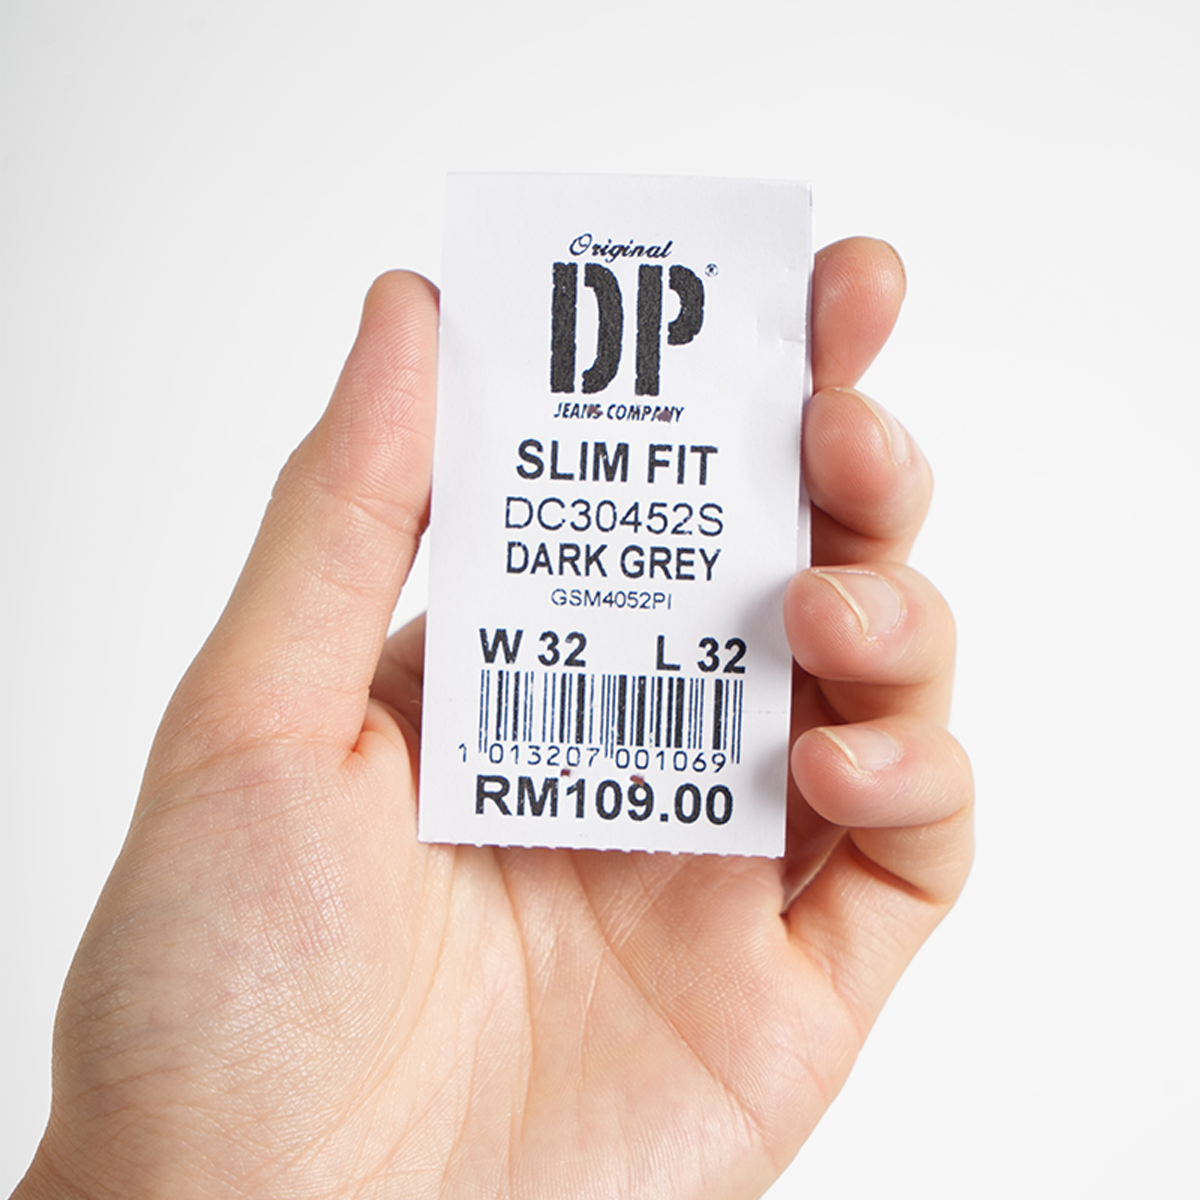 Original
DP®
JEANS COMPANY
SLIM FIT
DC30452S
DARK GREY
GSM4052PI
W 32 L 32
1 013207 001069
RM109.00